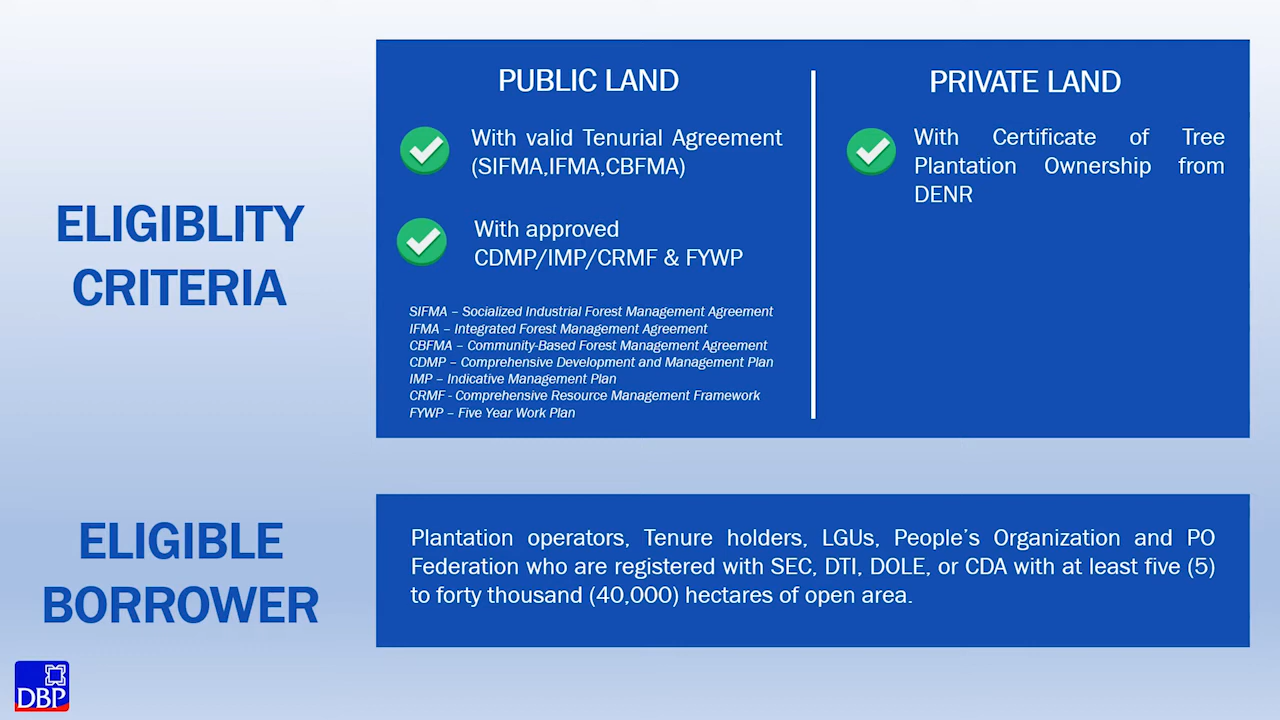 ELIGIBLITY
CRITERIA
PUBLIC LAND
With valid Tenurial Agreement
(SIFMA,IFMA,CBFMA)
With approved
CDMP/IMP/CRMF & FYWP
SIFMA – Socialized Industrial Forest Management Agreement
IFMA – Integrated Forest Management Agreement
CBFMA – Community-Based Forest Management Agreement
CDMP – Comprehensive Development and Management Plan
IMP – Indicative Management Plan
CRMF - Comprehensive Resource Management Framework
FYWP – Five Year Work Plan
PRIVATE LAND
With Certificate of Tree
Plantation Ownership from
DENR
ELIGIBLE
BORROWER
Plantation operators, Tenure holders, LGUs, People’s Organization and PO
Federation who are registered with SEC, DTI, DOLE, or CDA with at least five (5)
to forty thousand (40,000) hectares of open area.
DBP